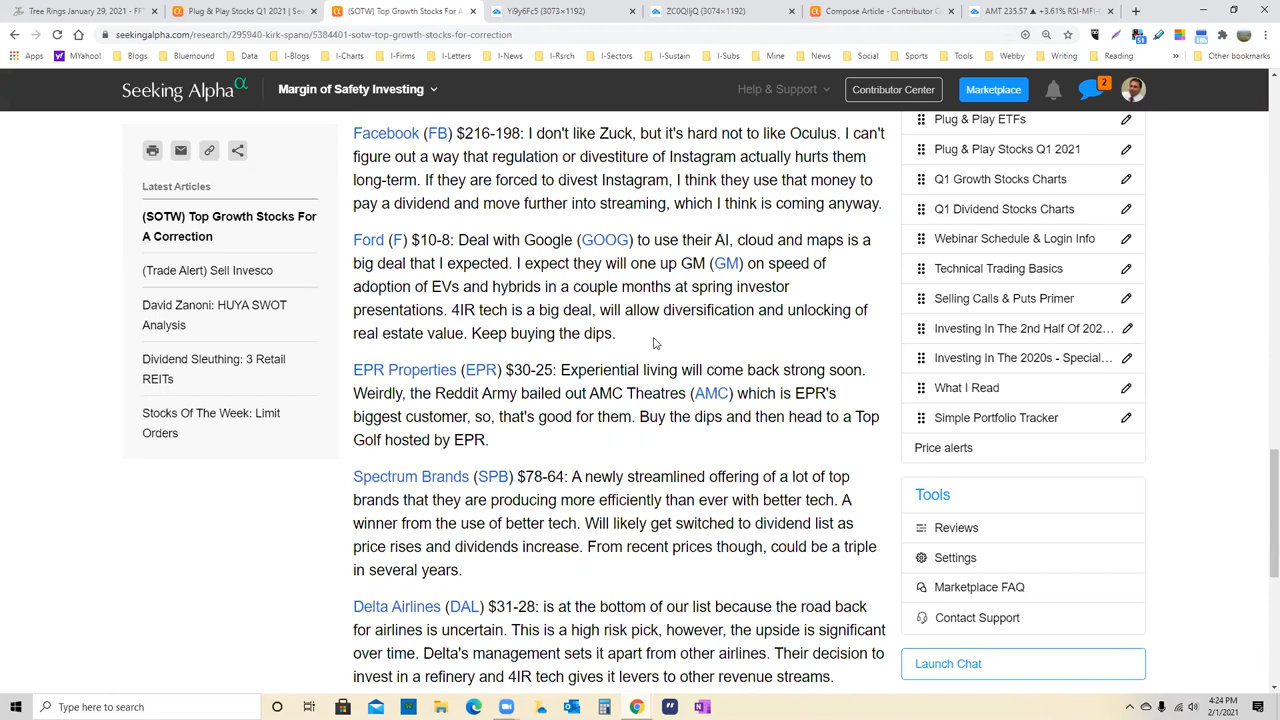 Tree Rings January 29, 2021 - FF
Plug & Play Stocks Q1 2021 | See
(SOTW) Top Growth Stocks For A
Yi9y6Fc5 (3073×1192)
ZC0QIljQ (3074×1192)
Compose Article - Contributor C
AMT 235.57 ▲ +3.61% RSI-MFI-
seekingalpha.com/research/295940-kirk-spano/5384401-sotw-top-growth-stocks-for-correction
Apps MYahoo! Blogs Bluemound Data I-Blogs I-Charts I-Firms I-Letters I-News I-Rsrch I-Sectors I-Sustain I-Subs Mine News Social Sports Tools Webby Writing Reading » Other bookmarks
Seeking Alpha α Margin of Safety Investing Help & Support Contributor Center Marketplace 2
Latest Articles
(SOTW) Top Growth Stocks For
A Correction
(Trade Alert) Sell Invesco
David Zanoni: HUYA SWOT
Analysis
Dividend Sleuthing: 3 Retail
REITs
Stocks Of The Week: Limit
Orders
Facebook (FB) $216-198: I don't like Zuck, but it's hard not to like Oculus. I can't
figure out a way that regulation or divestiture of Instagram actually hurts them
long-term. If they are forced to divest Instagram, I think they use that money to
pay a dividend and move further into streaming, which I think is coming anyway.
Ford (F) $10-8: Deal with Google (GOOG) to use their AI, cloud and maps is a
big deal that I expected. I expect they will one up GM (GM) on speed of
adoption of EVs and hybrids in a couple months at spring investor
presentations. 4IR tech is a big deal, will allow diversification and unlocking of
real estate value. Keep buying the dips.
EPR Properties (EPR) $30-25: Experiential living will come back strong soon.
Weirdly, the Reddit Army bailed out AMC Theatres (AMC) which is EPR's
biggest customer, so, that's good for them. Buy the dips and then head to a Top
Golf hosted by EPR.
Spectrum Brands (SPB) $78-64: A newly streamlined offering of a lot of top
brands that they are producing more efficiently than ever with better tech. A
winner from the use of better tech. Will likely get switched to dividend list as
price rises and dividends increase. From recent prices though, could be a triple
in several years.
Delta Airlines (DAL) $31-28: is at the bottom of our list because the road back
for airlines is uncertain. This is a high risk pick, however, the upside is significant
over time. Delta's management sets it apart from other airlines. Their decision to
invest in a refinery and 4IR tech gives it levers to other revenue streams.
Plug & Play ETFs
Plug & Play Stocks Q1 2021
Q1 Growth Stocks Charts
Q1 Dividend Stocks Charts
Webinar Schedule & Login Info
Technical Trading Basics
Selling Calls & Puts Primer
Investing In The 2nd Half Of 202...
Investing In The 2020s - Special...
What I Read
Simple Portfolio Tracker
Price alerts
Tools
Reviews
Settings
Marketplace FAQ
Contact Support
Launch Chat
Type here to search
4:24 PM
2/1/2021